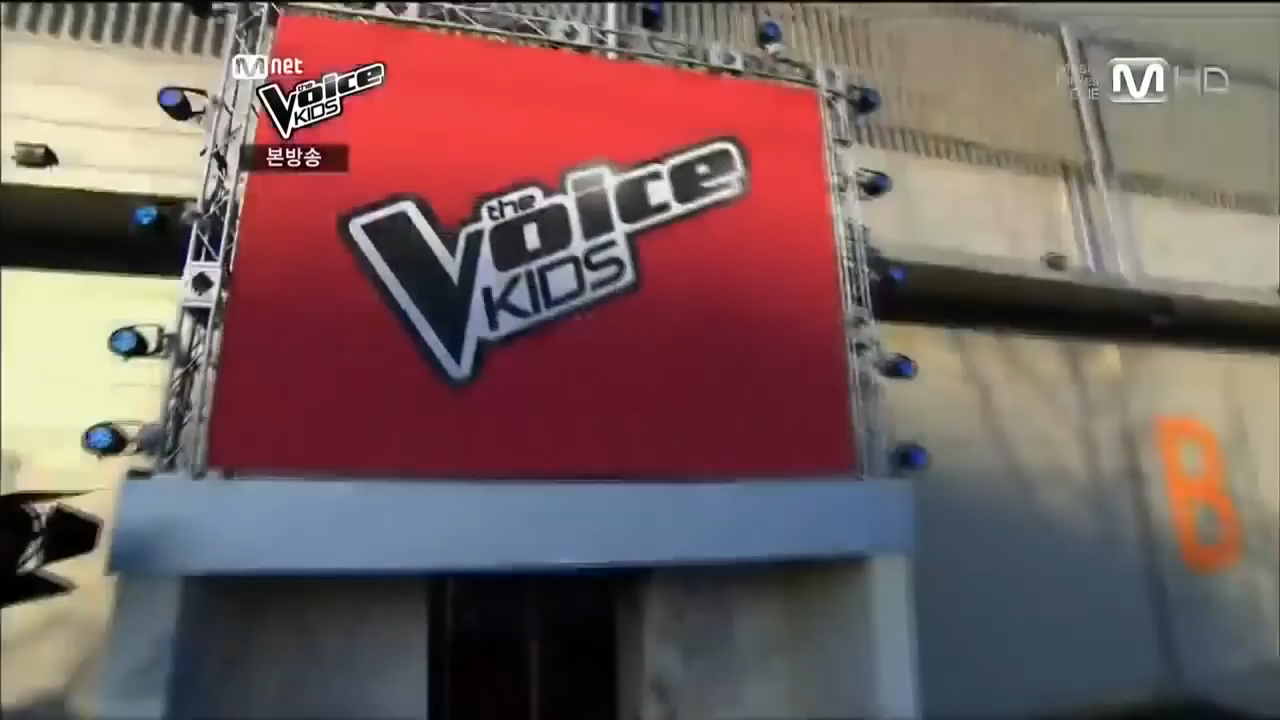 Mnet
the Voice
KIDS
본방송
M HD
the
Voice
KIDS
B